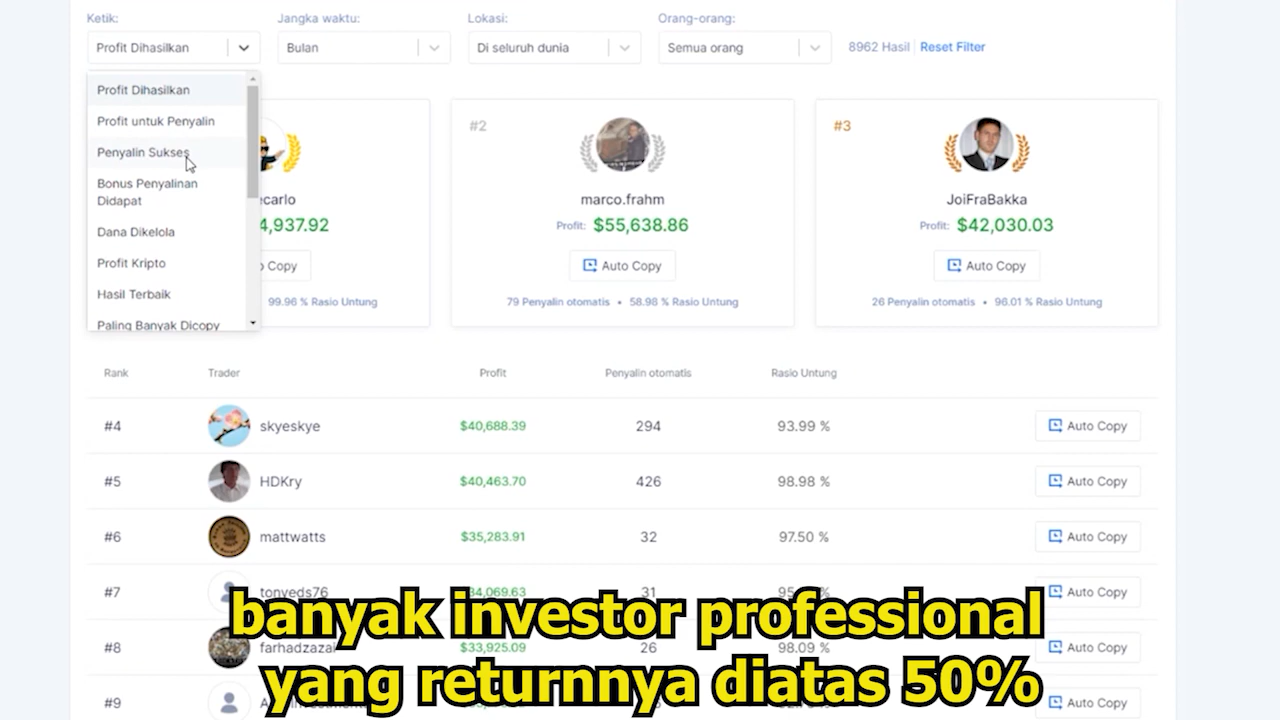 Ketik:
Jangka waktu:
Lokasi:
Orang-orang:
Profit Dihasilkan
Bulan
Di seluruh dunia
Semua orang
8962 Hasil
Reset Filter
Profit Dihasilkan
Profit untuk Penyalin
Penyalin Sukses
Bonus Penyalinan
Didapat
Dana Dikelola
Profit Kripto
Hasil Terbaik
Paling Banyak Dicopy
4,937.92
Copy
99.96 % Rasio Untung
#2
marco.frahm
Profit: $55,638.86
Auto Copy
79 Penyalin otomatis • 58.98 % Rasio Untung
#3
JoiFraBakka
Profit: $42,030.03
Auto Copy
26 Penyalin otomatis • 96.01 % Rasio Untung
Rank Trader Profit Penyalin otomatis Rasio Untung
#4 skyeskye $40,688.39 294 93.99 % Auto Copy
#5 HDKry $40,463.70 426 98.98 % Auto Copy
#6 mattwatts $35,283.91 32 97.50 % Auto Copy
#7 tonyeds76 $34,069.63 31 Auto Copy
#8 farhadzazai $33,925.09 26 98.09 % Auto Copy
#9 Auto Copy
banyak investor professional
yang returnnya diatas 50%